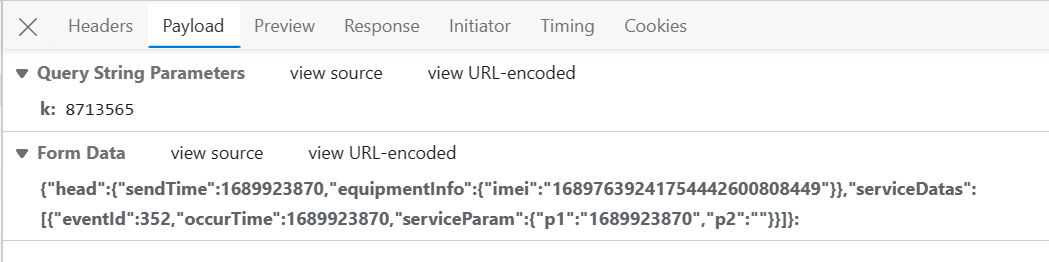 Headers Payload Preview Response Initiator Timing Cookies
Query String Parameters view source view URL-encoded
k: 8713565
Form Data view source view URL-encoded
{"head":{"sendTime":1689923870,"equipmentInfo":{"imei":"16897639241754442600808449"}},"serviceDatas":
[{"eventId":352,"occurTime":1689923870,"serviceParam":{"p1":"1689923870","p2":""}}]}: